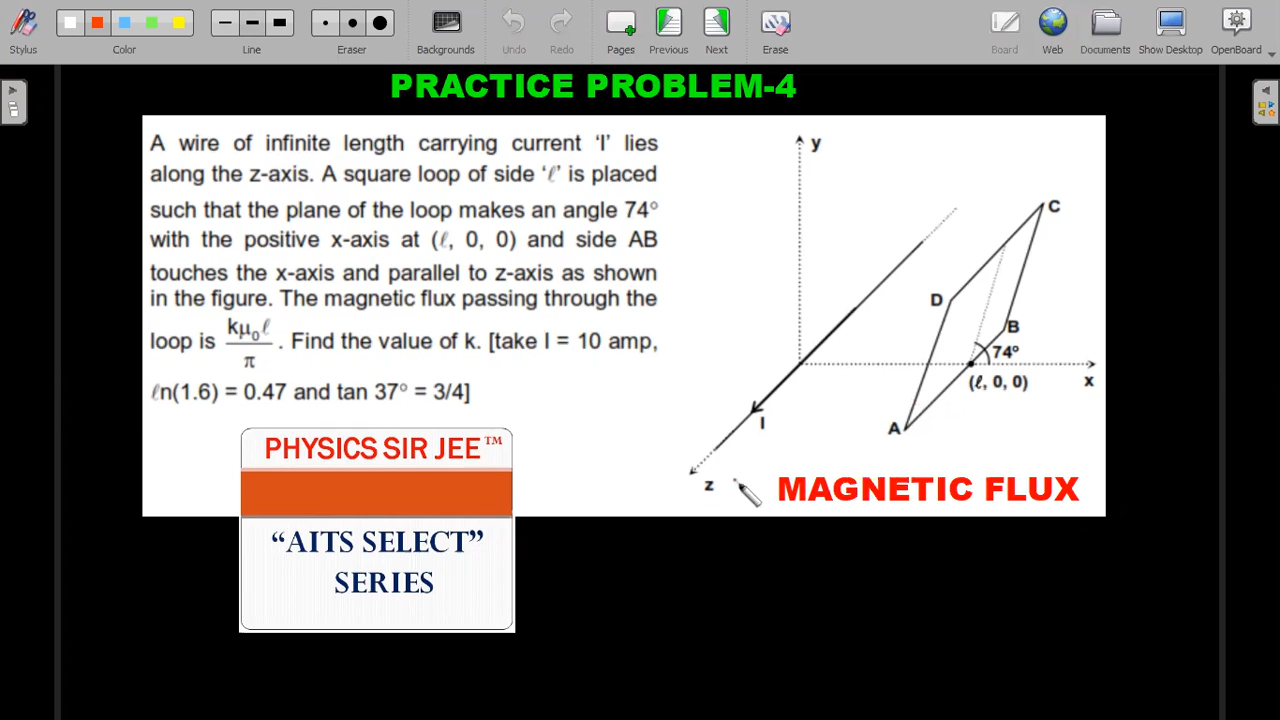 Stylus
Color
Line
Eraser
Backgrounds
Undo
Redo
Pages
Previous
Next
Erase
Board
Web
Documents
Show Desktop
OpenBoard
PRACTICE PROBLEM-4
A wire of infinite length carrying current ‘I’ lies
along the z-axis. A square loop of side ‘ℓ’ is placed
such that the plane of the loop makes an angle 74°
with the positive x-axis at (ℓ, 0, 0) and side AB
touches the x-axis and parallel to z-axis as shown
in the figure. The magnetic flux passing through the
loop is kμ₀ℓ/π. Find the value of k. [take I = 10 amp,
ℓn(1.6) = 0.47 and tan 37° = 3/4]
y
C
D
B
74°
(ℓ, 0, 0)
x
A
I
z
MAGNETIC FLUX
PHYSICS SIR JEE™
“AITS SELECT”
SERIES